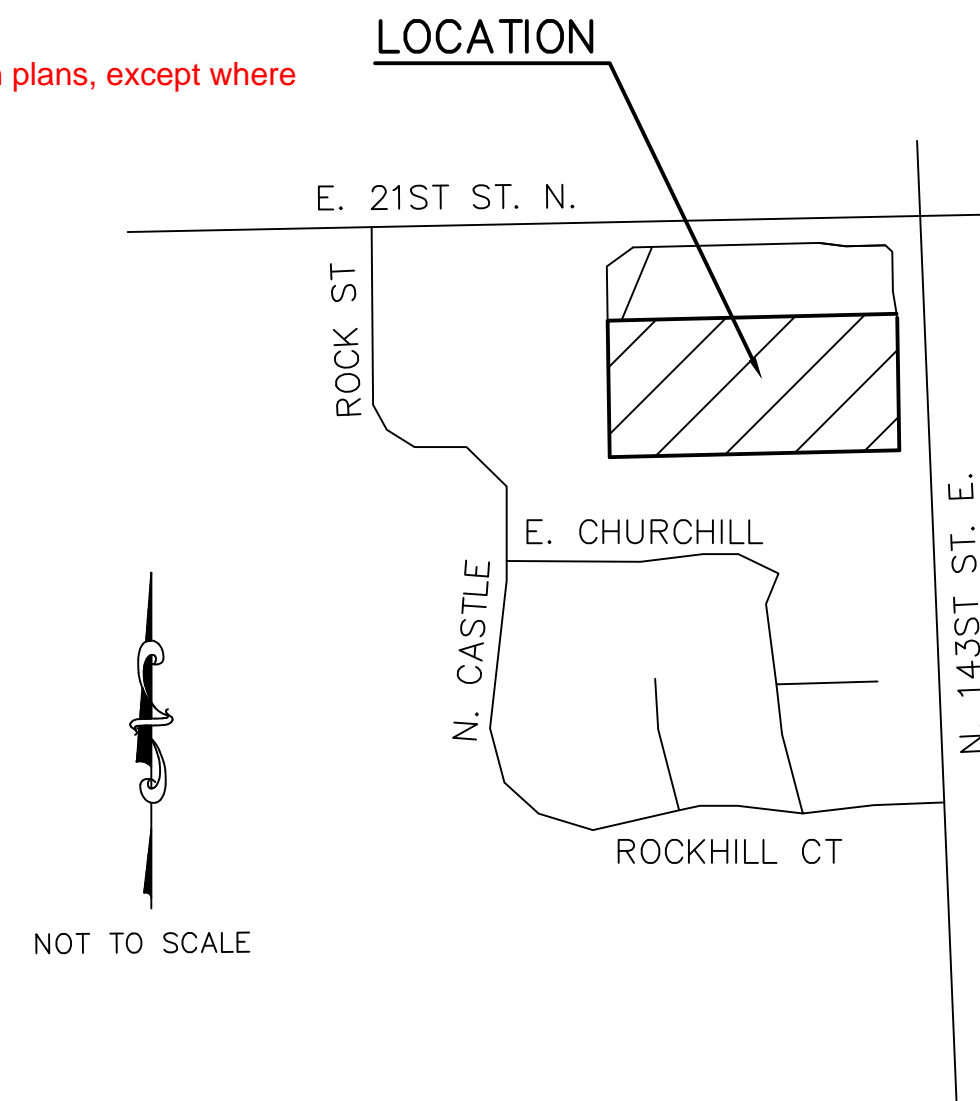 LOCATION
plans, except where
E. 21ST ST. N.
ROCK ST
E. CHURCHILL
N. CASTLE
N. 143ST ST. E.
ROCKHILL CT
NOT TO SCALE